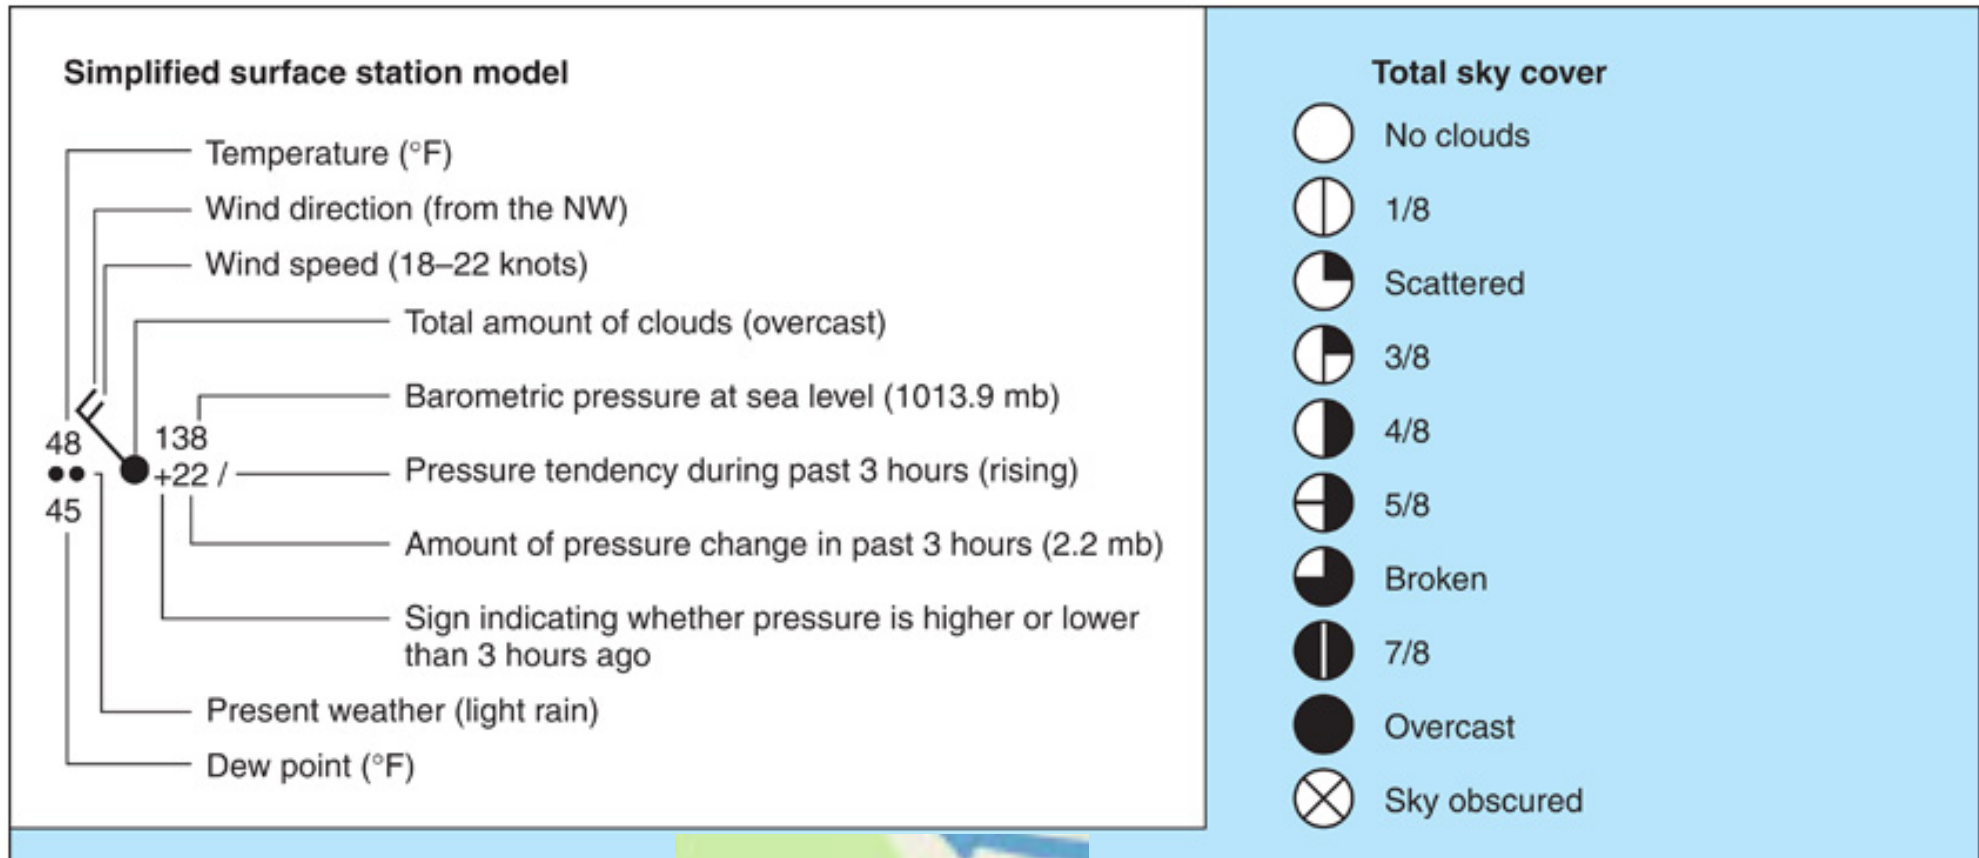 Simplified surface station model
Temperature (°F)
Wind direction (from the NW)
Wind speed (18–22 knots)
Total amount of clouds (overcast)
Barometric pressure at sea level (1013.9 mb)
48
138
Pressure tendency during past 3 hours (rising)
+22 /
45
Amount of pressure change in past 3 hours (2.2 mb)
Sign indicating whether pressure is higher or lower
than 3 hours ago
Present weather (light rain)
Dew point (°F)
Total sky cover
No clouds
1/8
Scattered
3/8
4/8
5/8
Broken
7/8
Overcast
Sky obscured